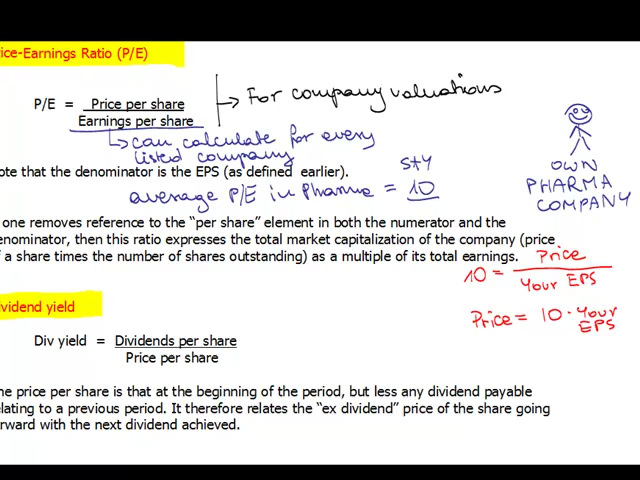 rice-Earnings Ratio (P/E)
P/E = Price per share
Earnings per share
For company valuations
can calculate for every
listed company
ote that the denominator is the EPS (as defined earlier).
average P/E in Pharma = 10
OWN
PHARMA
COMPANY
one removes reference to the "per share" element in both the numerator and the
enominator, then this ratio expresses the total market capitalization of the company (price
f a share times the number of shares outstanding) as a multiple of its total earnings.
10 = Price
Your EPS
Price = 10 · Your
EPS
ividend yield
Div yield = Dividends per share
Price per share
he price per share is that at the beginning of the period, but less any dividend payable
elating to a previous period. It therefore relates the "ex dividend" price of the share going
orward with the next dividend achieved.